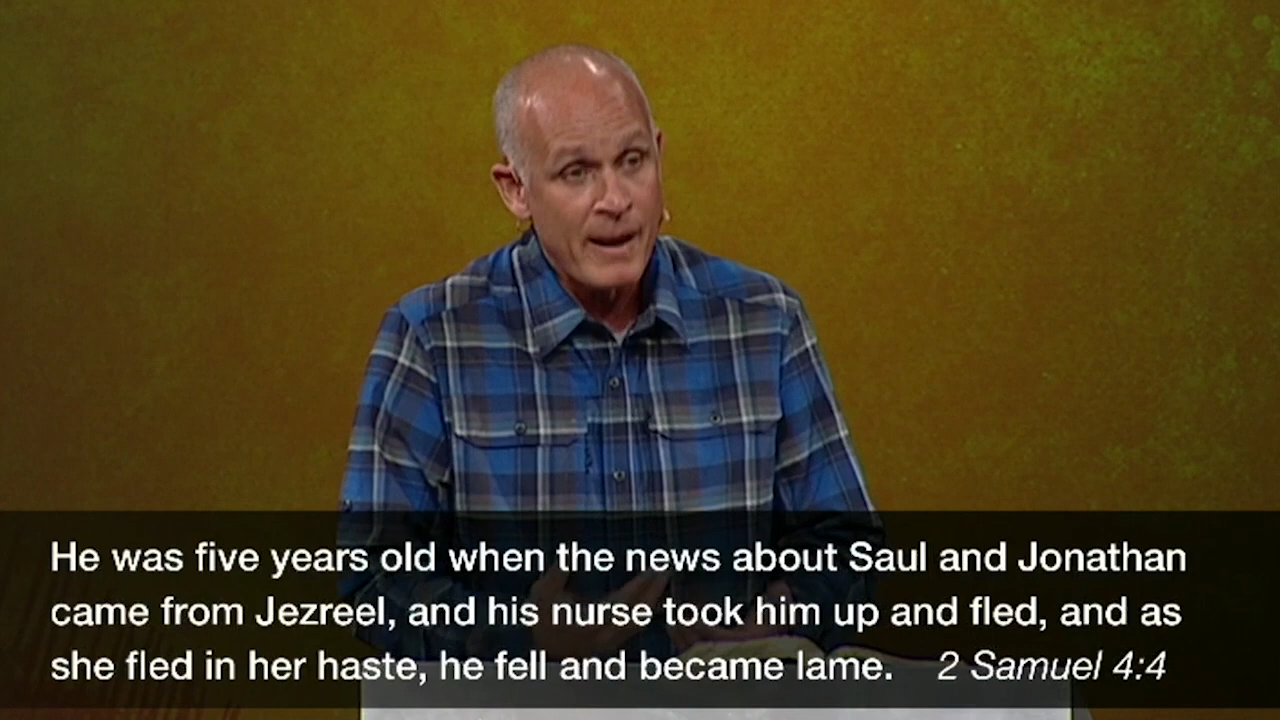 He was five years old when the news about Saul and Jonathan
came from Jezreel, and his nurse took him up and fled, and as
she fled in her haste, he fell and became lame. 2 Samuel 4:4